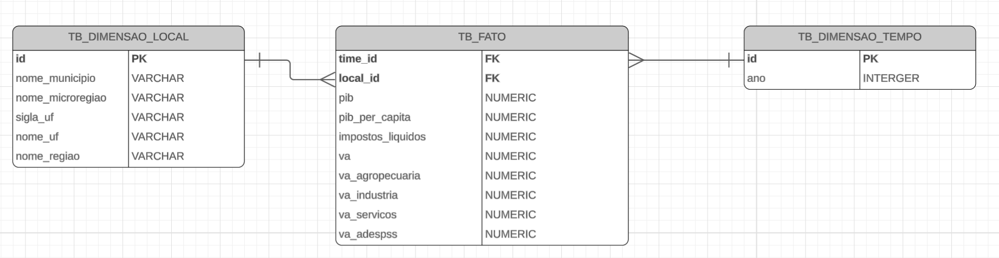 TB_DIMENSAO_LOCAL
id PK
nome_municipio VARCHAR
nome_microregiao VARCHAR
sigla_uf VARCHAR
nome_uf VARCHAR
nome_regiao VARCHAR
TB_FATO
time_id FK
local_id FK
pib NUMERIC
pib_per_capita NUMERIC
impostos_liquidos NUMERIC
va NUMERIC
va_agropecuaria NUMERIC
va_industria NUMERIC
va_servicos NUMERIC
va_adespss NUMERIC
TB_DIMENSAO_TEMPO
id PK
ano INTERGER